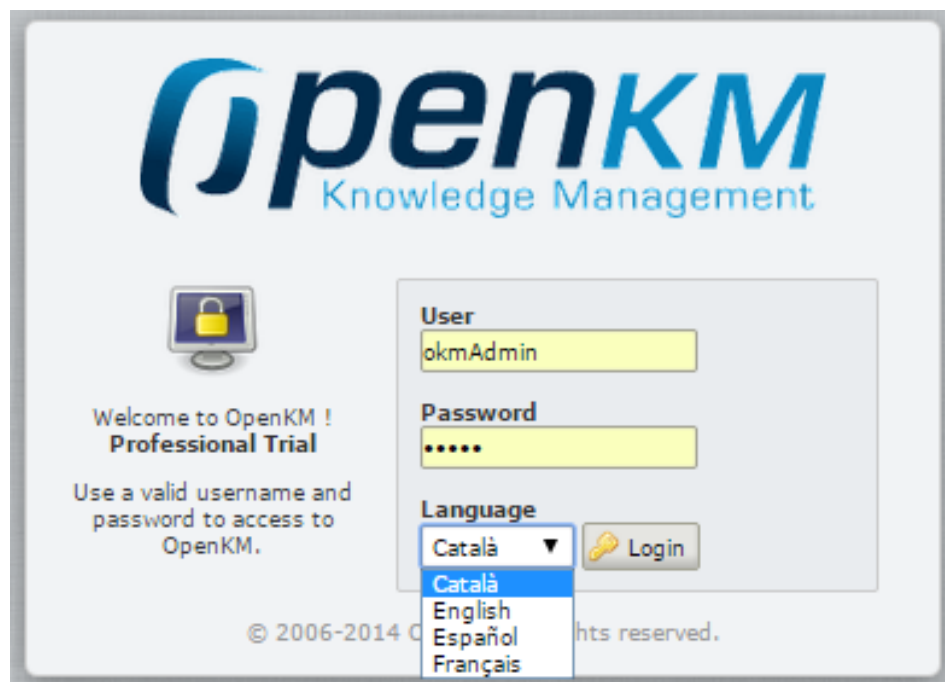 OpenKM
Knowledge Management
Welcome to OpenKM !
Professional Trial
Use a valid username and
password to access to
OpenKM.
User
okmAdmin
Password
•••••
Language
Català ▼
Login
Català
English
Español
Français
© 2006-2014 hts reserved.